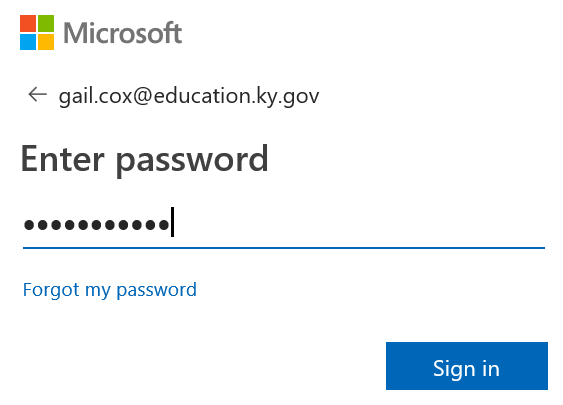 Microsoft
← gail.cox@education.ky.gov
Enter password
●●●●●●●●●●●
Forgot my password
Sign in